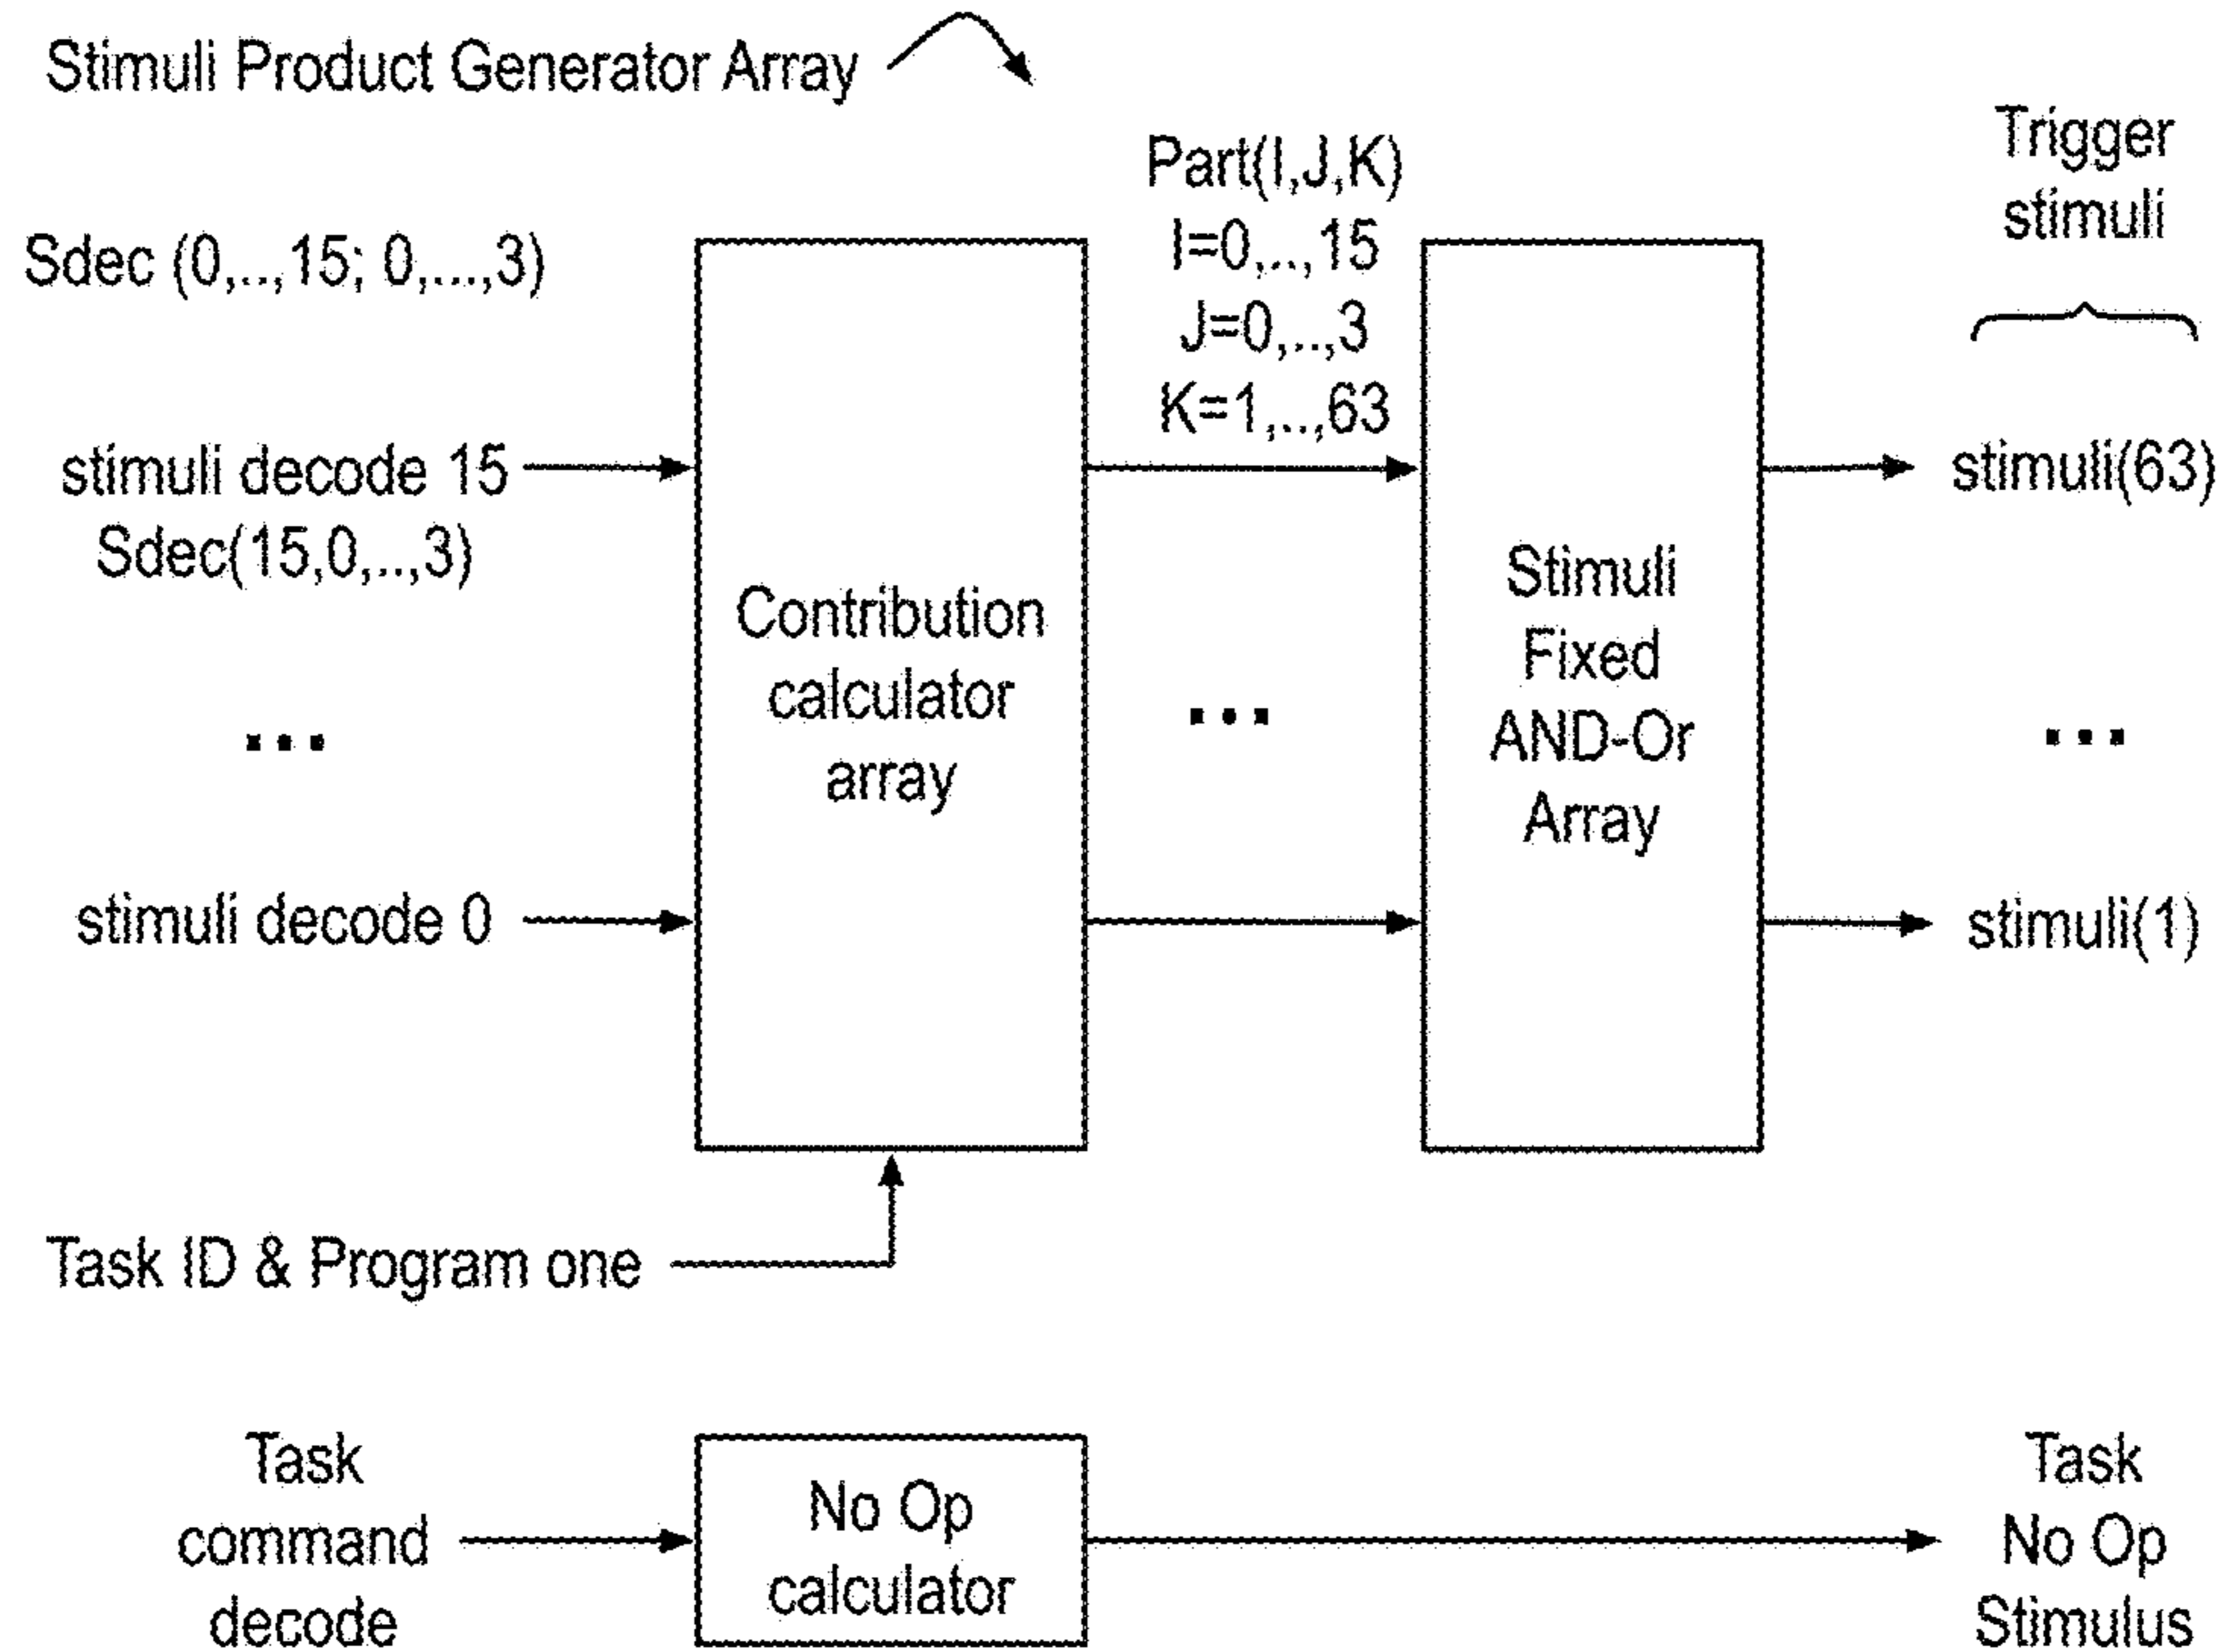 Stimuli Product Generator Array
Trigger
stimuli
Part(I,J,K)
I=0,..,15
J=0,..,3
K=1,..,63
Sdec (0,..,15; 0,...,3)
stimuli decode 15
Sdec(15,0,..,3)
...
stimuli decode 0
Contribution
calculator
array
...
Stimuli
Fixed
AND-Or
Array
stimuli(63)
...
stimuli(1)
Task ID & Program one
Task
command
decode
No Op
calculator
Task
No Op
Stimulus